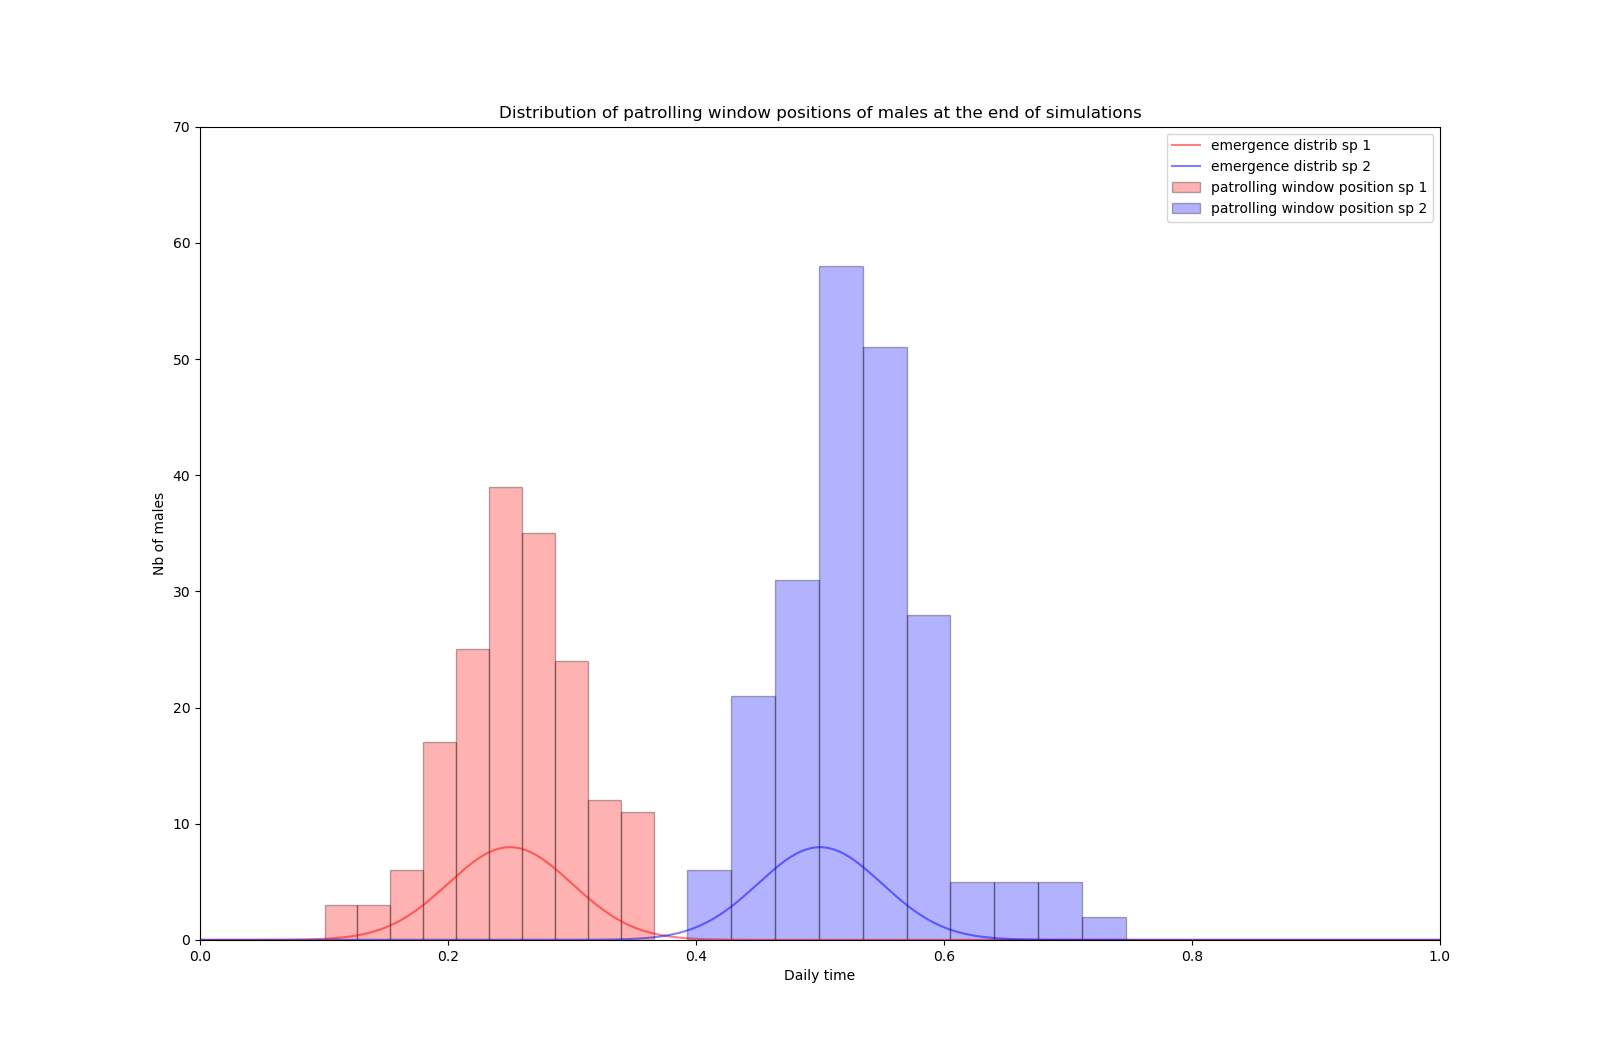 Distribution of patrolling window positions of males at the end of simulations
70
60
50
40
30
20
10
0
Nb of males
emergence distrib sp 1
emergence distrib sp 2
patrolling window position sp 1
patrolling window position sp 2
0.0 0.2 0.4 0.6 0.8 1.0
Daily time